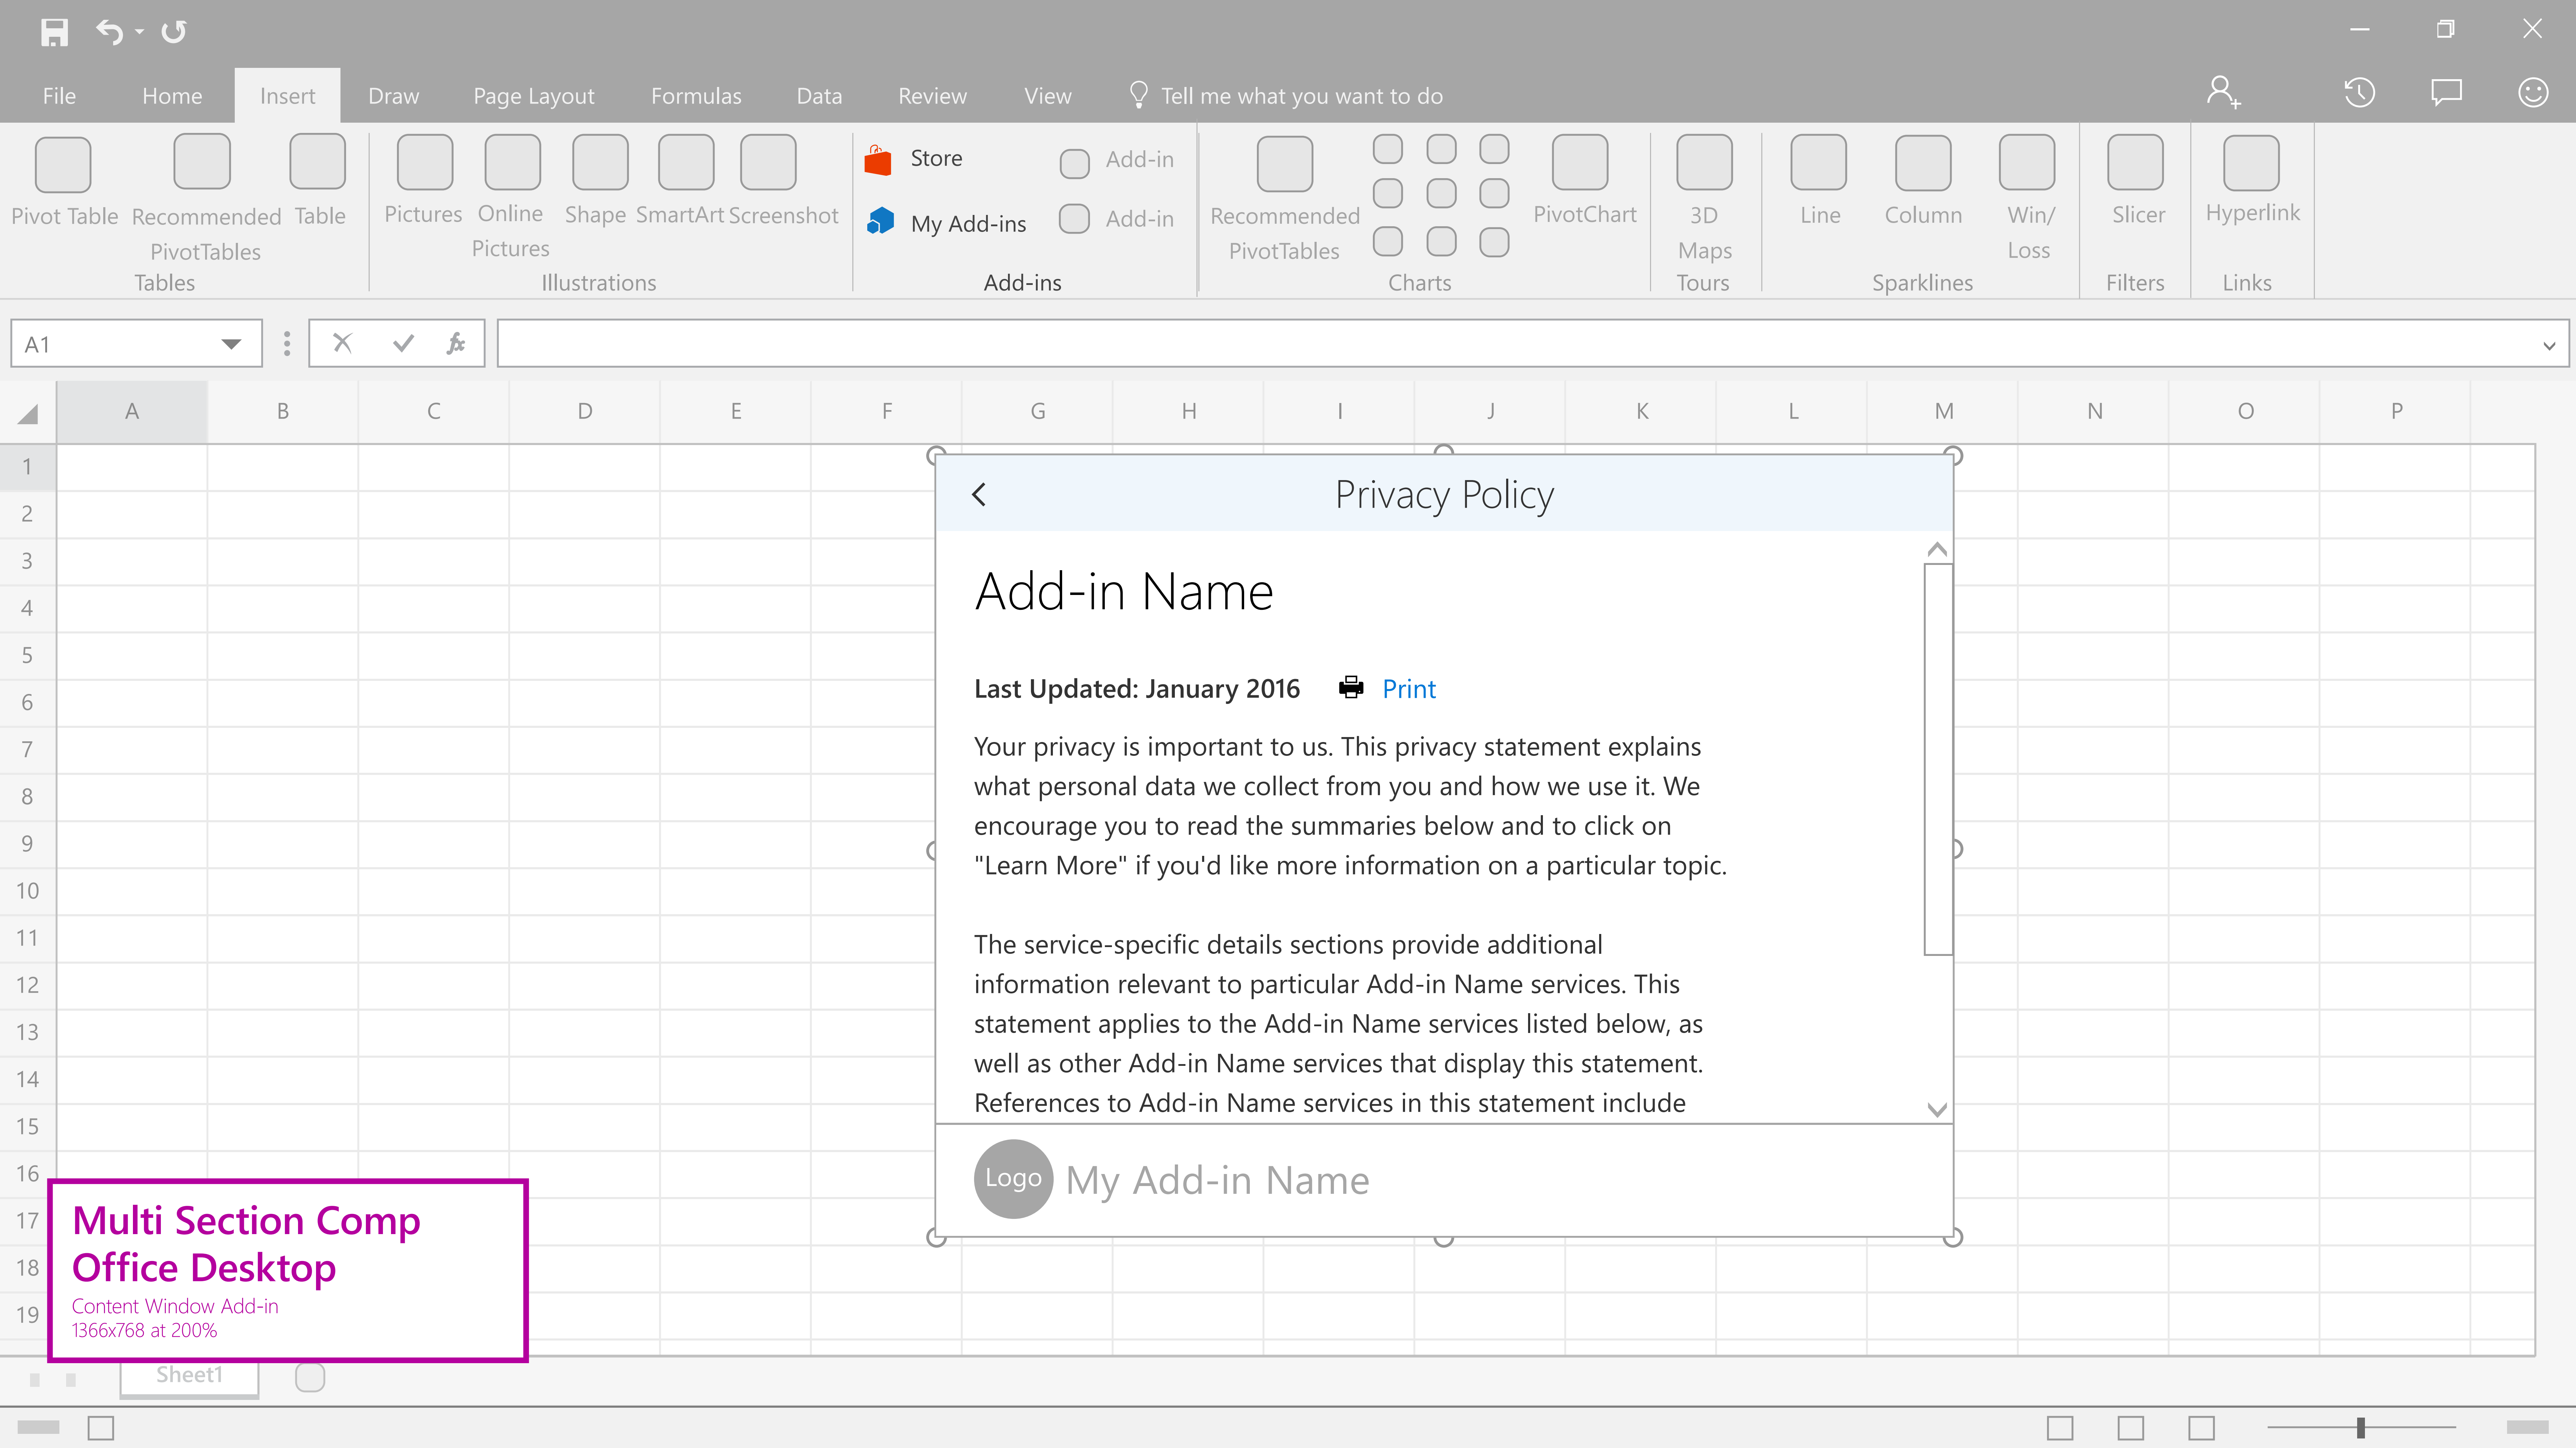 File Home Insert Draw Page Layout Formulas Data Review View Tell me what you want to do
Pivot Table
Recommended
PivotTables
Table
Tables
Pictures
Online
Pictures
Shape
SmartArt
Screenshot
Illustrations
Store
My Add-ins
Add-in
Add-in
Add-ins
Recommended
PivotTables
PivotChart
Charts
3D
Maps
Tours
Line
Column
Win/
Loss
Sparklines
Slicer
Filters
Hyperlink
Links
A1
fx
A B C D E F G H I J K L M N O P
1
2
3
4
5
6
7
8
9
10
11
12
13
14
15
16
17
18
19
Privacy Policy
Add-in Name
Last Updated: January 2016 Print
Your privacy is important to us. This privacy statement explains
what personal data we collect from you and how we use it. We
encourage you to read the summaries below and to click on
"Learn More" if you'd like more information on a particular topic.
The service-specific details sections provide additional
information relevant to particular Add-in Name services. This
statement applies to the Add-in Name services listed below, as
well as other Add-in Name services that display this statement.
References to Add-in Name services in this statement include
Logo My Add-in Name
Multi Section Comp
Office Desktop
Content Window Add-in
1366x768 at 200%
Sheet1